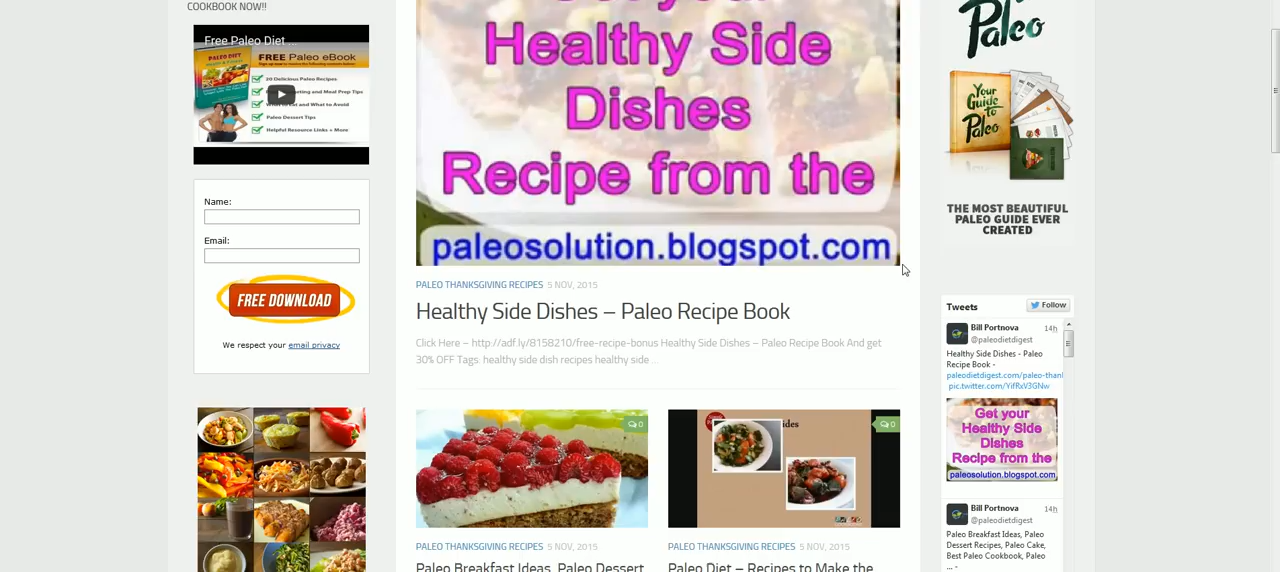 COOKBOOK NOW!!
Free Paleo Diet ...
FREE Paleo eBook
20 Delicious Paleo Recipes
Paleo Dessert Tips
Helpful Resource Links + More
Name:
Email:
FREE DOWNLOAD
We respect your email privacy
Healthy Side
Dishes
Recipe from the
paleosolution.blogspot.com
PALEO THANKSGIVING RECIPES 5 NOV, 2015
Healthy Side Dishes – Paleo Recipe Book
Click Here – http://adf.ly/8158210/free-recipe-bonus Healthy Side Dishes – Paleo Recipe Book And get
30% OFF Tags: healthy side dish recipes healthy side ...
0
PALEO THANKSGIVING RECIPES 5 NOV, 2015
Paleo Breakfast Ideas, Paleo Dessert
ides
0
PALEO THANKSGIVING RECIPES 5 NOV, 2015
Paleo Diet – Recipes to Make the
Paleo
Your
Guide
to
Paleo
THE MOST BEAUTIFUL
PALEO GUIDE EVER
CREATED
Tweets
Follow
Bill Portnova 14h
@paleodietdigest
Healthy Side Dishes - Paleo
Recipe Book -
paleodietdigest.com/paleo-thank
pic.twitter.com/YifRxV3GNw
Get your
Healthy Side
Dishes
Recipe from the
paleosolution.blogspot.com
Bill Portnova 14h
@paleodietdigest
Paleo Breakfast Ideas, Paleo
Dessert Recipes, Paleo Cake,
Best Paleo Cookbook, Paleo
... -